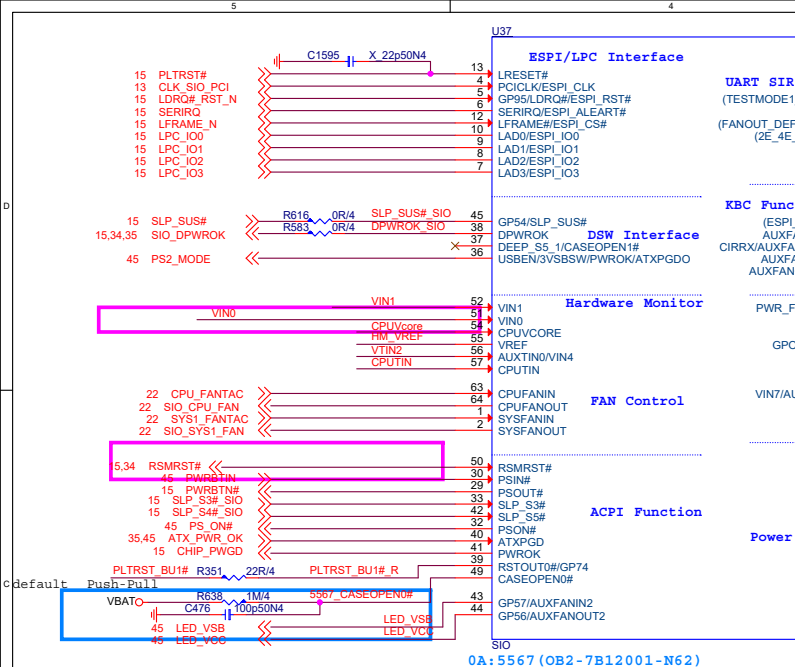 5 4
U37
C1595 X_22p50N4 ESPI/LPC Interface
15 PLTRST# 13 LRESET#
13 CLK_SIO_PCI 4 PCICLK/ESPI_CLK UART SIR
15 LDRQ#_RST_N 5 GP95/LDRQ#/ESPI_RST# (TESTMODE1
15 SERIRQ 6 SERIRQ/ESPI_ALEART#
15 LFRAME_N 12 LFRAME#/ESPI_CS# (FANOUT_DEF
15 LPC_IO0 10 LAD0/ESPI_IO0 (2E_4E_
15 LPC_IO1 9 LAD1/ESPI_IO1
15 LPC_IO2 8 LAD2/ESPI_IO2
15 LPC_IO3 7 LAD3/ESPI_IO3
D KBC Func
15 SLP_SUS# R616 0R/4 SLP_SUS#_SIO 45 GP54/SLP_SUS# (ESPI_
15,34,35 SIO_DPWROK R583 0R/4 DPWROK_SIO 38 DPWROK DSW Interface AUXFA
37 DEEP_S5_1/CASEOPEN1# CIRRX/AUXFA
45 PS2_MODE 36 USBEN/3VSBSW/PWROK/ATXPGDO AUXFA
AUXFAN
Hardware Monitor
VIN1 52 VIN1 PWR_F
VIN0 51 VIN0
CPUVcore 54 CPUVCORE
HM_VREF 55 VREF GPO
VTIN2 56 AUXTIN0/VIN4
CPUTIN 57 CPUTIN
22 CPU_FANTAC 63 CPUFANIN VIN7/AU
22 SIO_CPU_FAN 64 CPUFANOUT FAN Control
22 SYS1_FANTAC 1 SYSFANIN
22 SIO_SYS1_FAN 2 SYSFANOUT
15,34 RSMRST# 50 RSMRST#
45 PWRBTIN 30 PSIN#
15 PWRBTN# 29 PSOUT#
15 SLP_S3#_SIO 33 SLP_S3#
15 SLP_S4#_SIO 42 SLP_S5# ACPI Function
45 PS_ON# 32 PSON#
35,45 ATX_PWR_OK 40 ATXPGD Power
15 CHIP_PWGD 41 PWROK
PLTRST_BU1# R351 22R/4 PLTRST_BU1#_R 39 RSTOUT0#/GP74
49 CASEOPEN0#
C default Push-Pull
VBAT R638 1M/4 5567_CASEOPEN0# 43 GP57/AUXFANIN2
C476 100p50N4 44 GP56/AUXFANOUT2
45 LED_VSB LED_VSB
45 LED_VCC LED_VCC
SIO
0A:5567(OB2-7B12001-N62)